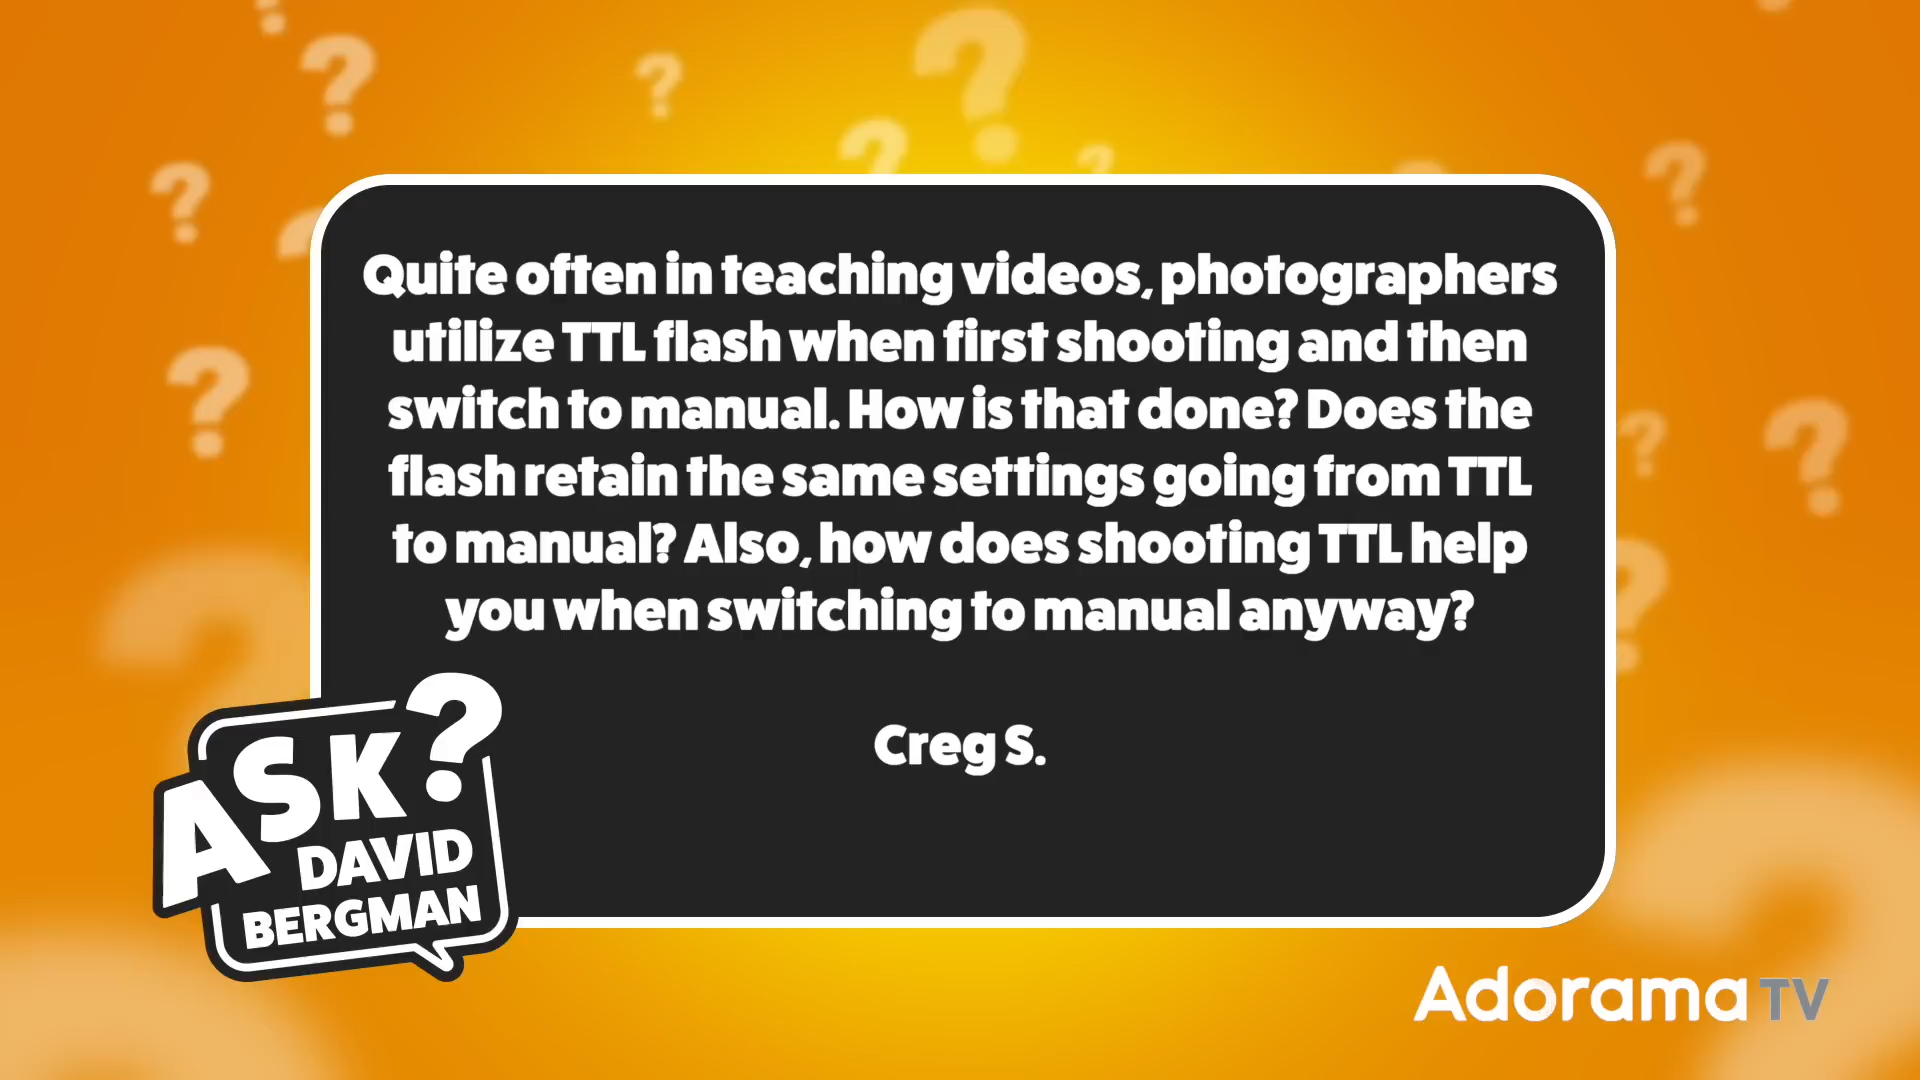 Quite often in teaching videos, photographers
utilize TTL flash when first shooting and then
switch to manual. How is that done? Does the
flash retain the same settings going from TTL
to manual? Also, how does shooting TTL help
you when switching to manual anyway?
Creg S.
ASK?
DAVID
BERGMAN
Adorama TV